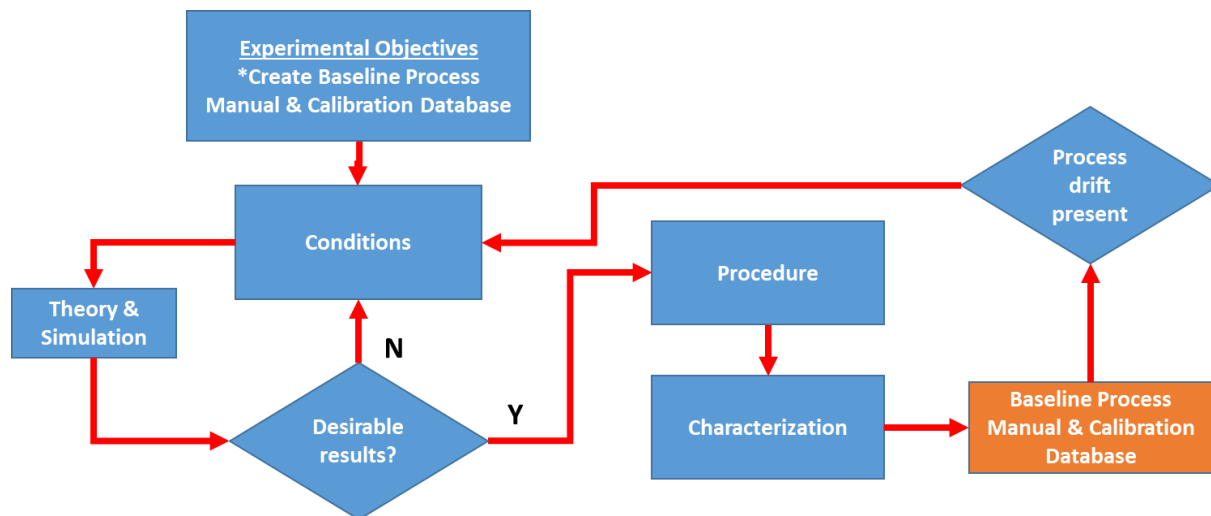 Experimental Objectives
*Create Baseline Process
Manual & Calibration Database
Process
drift
present
Conditions
Procedure
Theory &
Simulation
N
Y
Desirable
results?
Characterization
Baseline Process
Manual & Calibration
Database